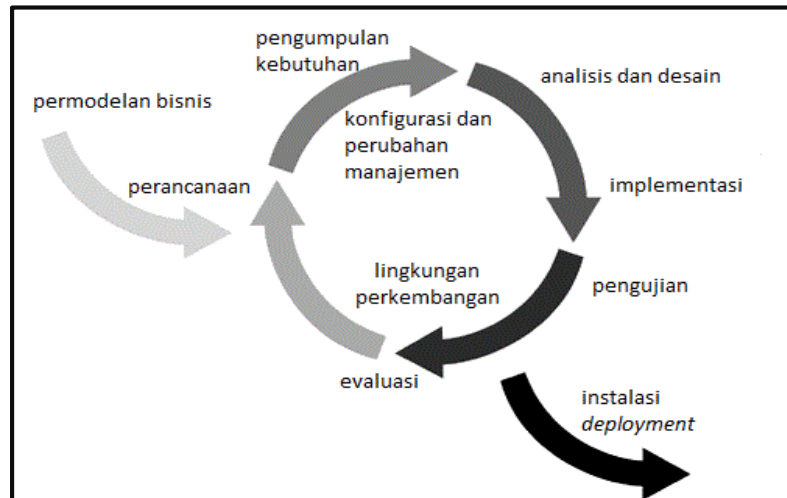 pengumpulan
kebutuhan
permodelan bisnis
analisis dan desain
konfigurasi dan
perubahan
manajemen
perancanaan
implementasi
lingkungan
perkembangan
pengujian
evaluasi
instalasi
deployment